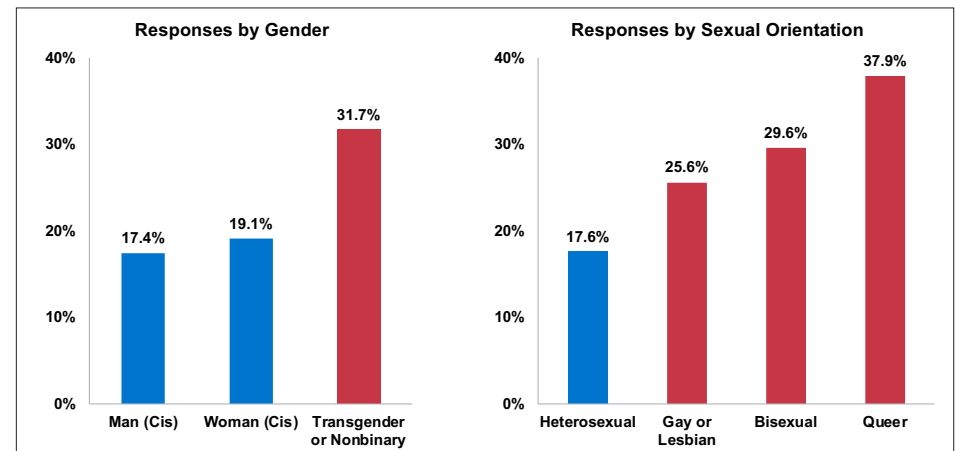 Responses by Gender
40%
30%
20%
10%
0%
17.4%
19.1%
31.7%
Man (Cis)
Woman (Cis)
Transgender
or Nonbinary
Responses by Sexual Orientation
40%
30%
20%
10%
0%
17.6%
25.6%
29.6%
37.9%
Heterosexual
Gay or
Lesbian
Bisexual
Queer